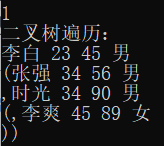 1
二叉树遍历:
李白 23 45 男
(张强 34 56 男
,时光 34 90 男
(,李爽 45 89 女
))